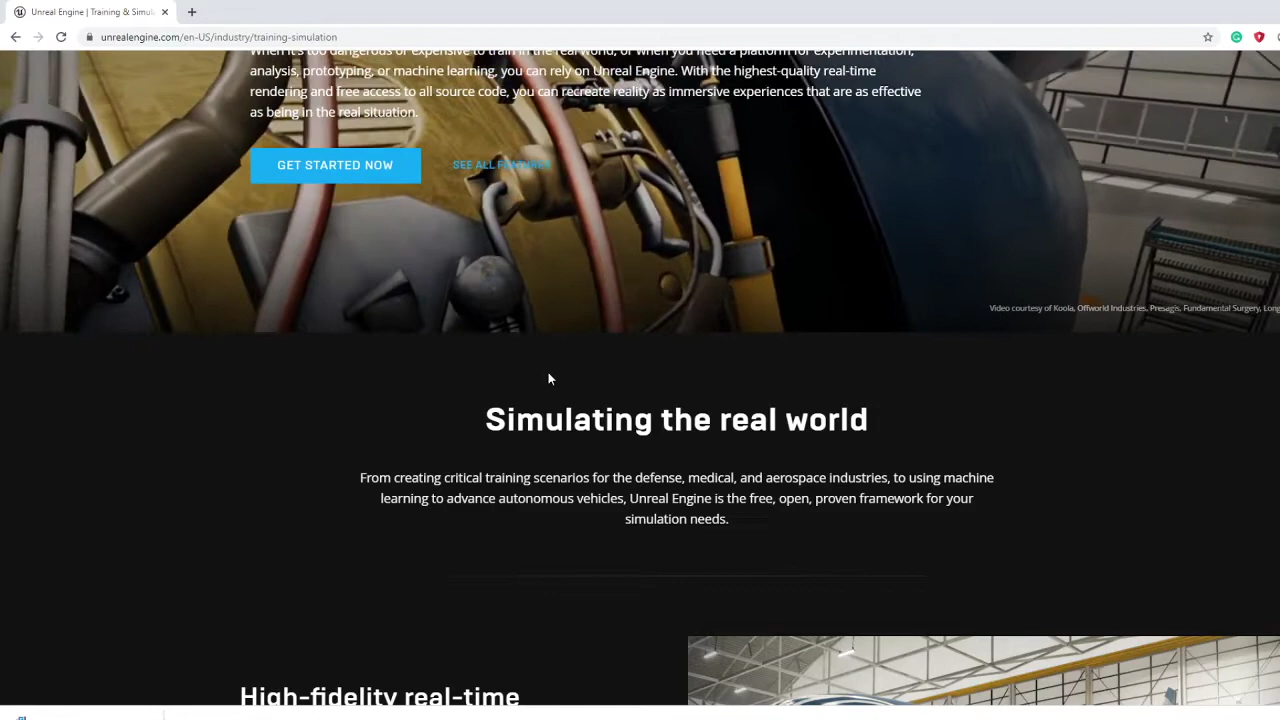 Unreal Engine | Training & Simul
unrealengine.com/en-US/industry/training-simulation
When it's too dangerous or expensive to train in the real world, or when you need a platform for experimentation,
analysis, prototyping, or machine learning, you can rely on Unreal Engine. With the highest-quality real-time
rendering and free access to all source code, you can recreate reality as immersive experiences that are as effective
as being in the real situation.
GET STARTED NOW
SEE ALL FEATURES
Video courtesy of Koola, Offworld Industries, Presagis, Fundamental Surgery, Long
Simulating the real world
From creating critical training scenarios for the defense, medical, and aerospace industries, to using machine
learning to advance autonomous vehicles, Unreal Engine is the free, open, proven framework for your
simulation needs.
High-fidelity real-time